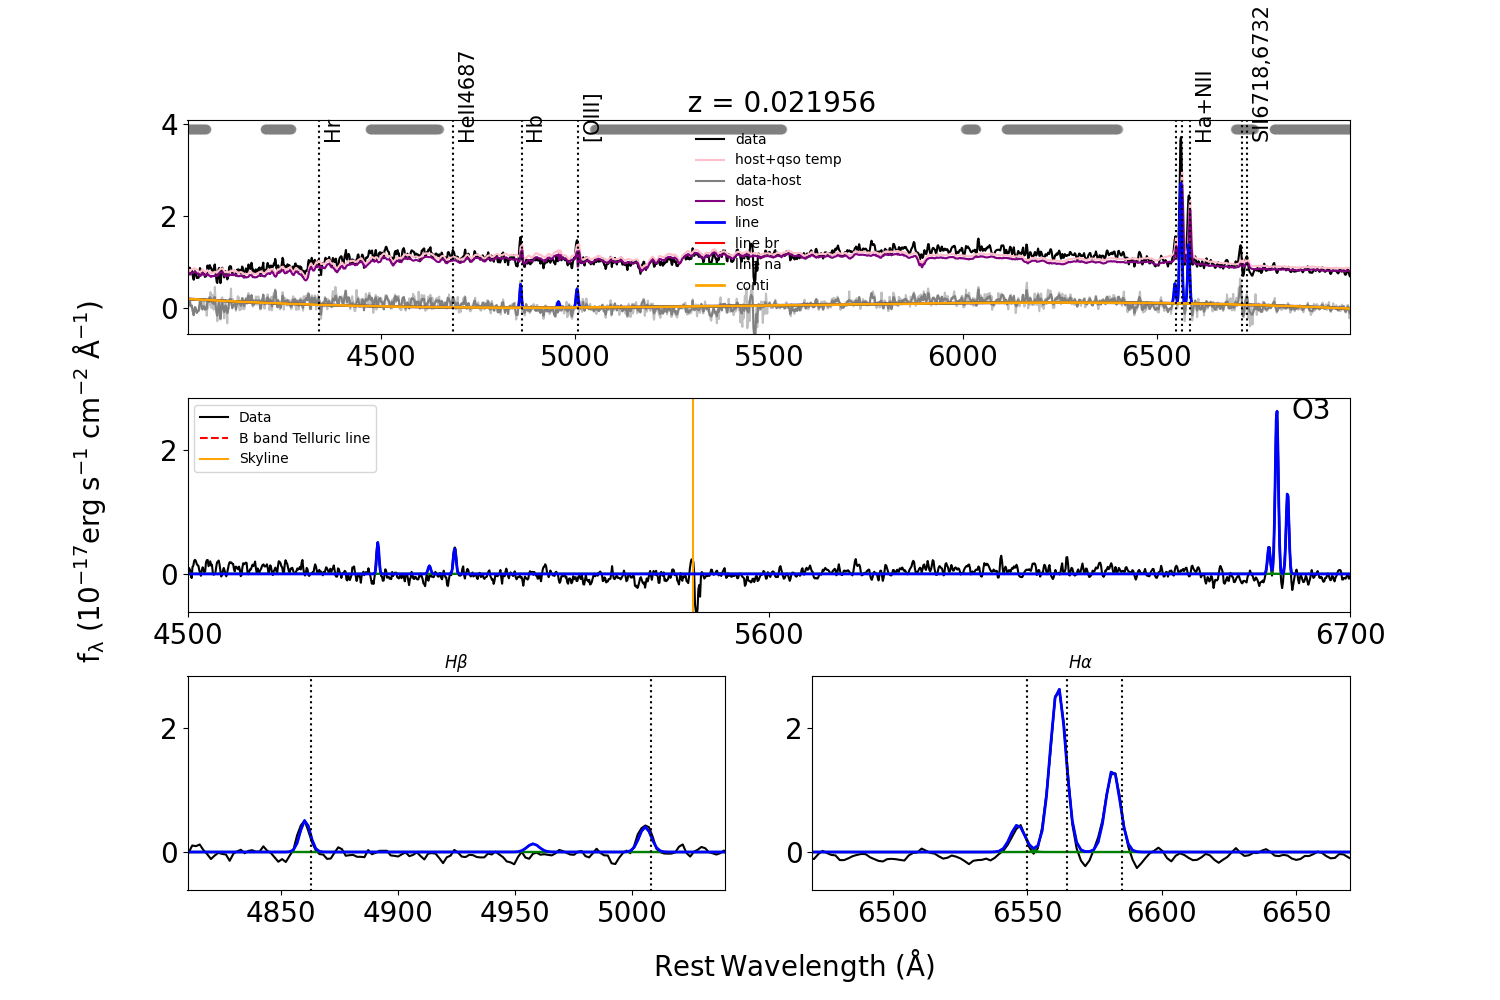 z = 0.021956
Hr
HeII4687
Hb
[OIII]
Ha+NII
SII6718,6732
4
2
0
data
host+qso temp
data-host
host
line
line br
line na
conti
4500 5000 5500 6000 6500
fλ (10⁻¹⁷erg s⁻¹ cm⁻² Å⁻¹)
2
0
Data
B band Telluric line
Skyline
O3
4500 5600 6700
Hβ
2
0
4850 4900 4950 5000
Hα
2
0
6500 6550 6600 6650
Rest Wavelength (Å)